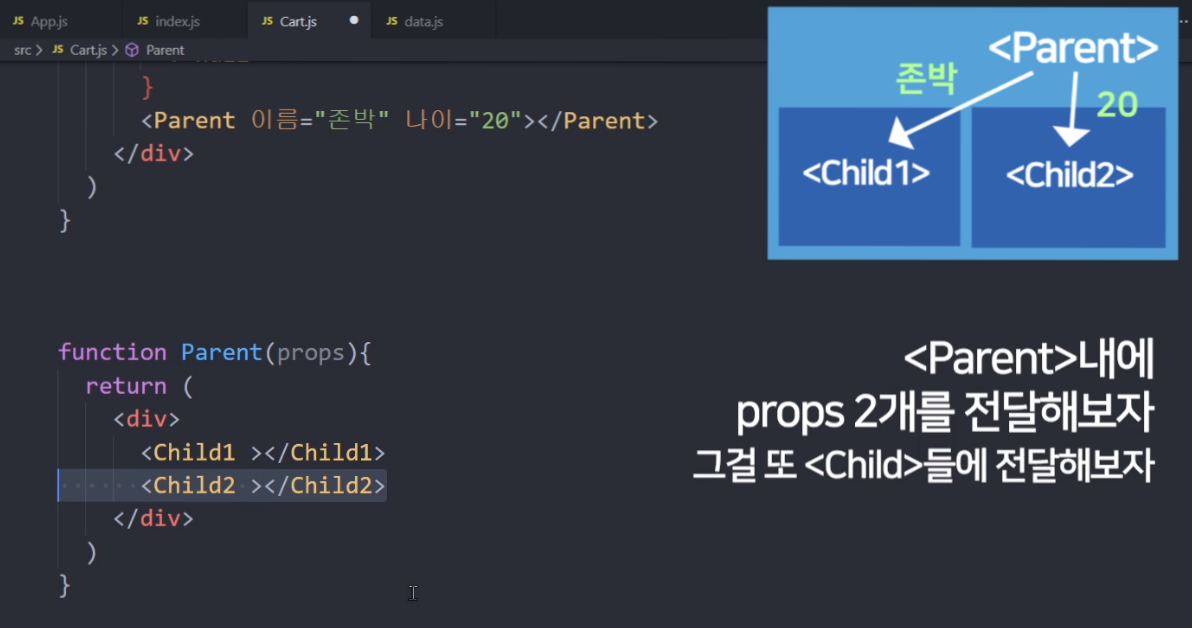 JS App.js
JS index.js
JS Cart.js
JS data.js
src > JS Cart.js > Parent
}
<Parent 이름="존박" 나이="20"></Parent>
</div>
)
}
function Parent(props){
return (
<div>
<Child1 ></Child1>
<Child2 ></Child2>
</div>
)
}
<Parent>
존박
20
<Child1>
<Child2>
<Parent>내에
props 2개를 전달해보자
그걸 또 <Child>들에 전달해보자